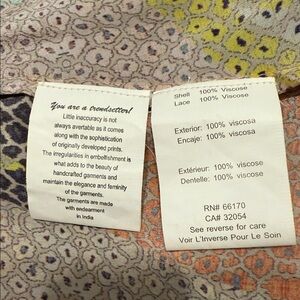 You are a trendsetter!
Little inaccuracy is not
always avertable as it comes
along with the sophistication
of originally developed prints.
The irregularities in embellishment is
what adds to the beauty of
handcrafted garments and
maintain the elegance and feminity
of the garments.
The garments are made
with endearment
in India
Shell 100% Viscose
Lace 100% Viscose
Exterior: 100% viscosa
Encaje: 100% viscosa
Extérieur: 100% viscose
Dentelle: 100% viscose
RN# 66170
CA# 32054
See reverse for care
Voir L'Inverse Pour Le Soin